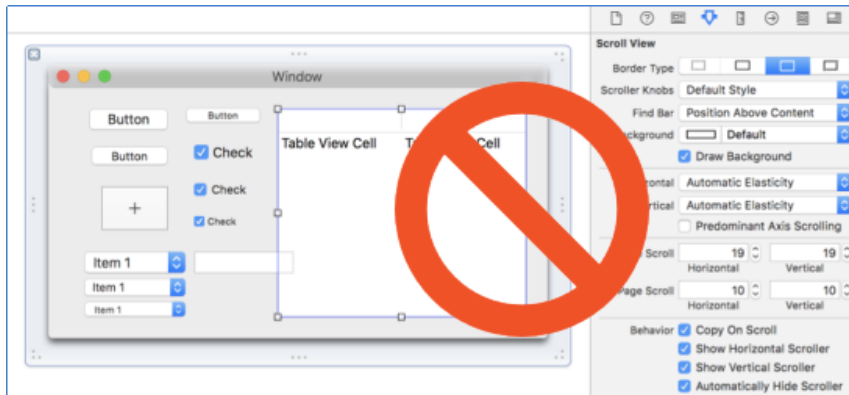 Scroll View
Border Type
Scroller Knobs Default Style
Find Bar Position Above Content
ckground Default
Draw Background
rontal Automatic Elasticity
rtical Automatic Elasticity
Predominant Axis Scrolling
Scroll 19 19
Horizontal Vertical
Page Scroll 10 10
Horizontal Vertical
Behavior Copy On Scroll
Show Horizontal Scroller
Show Vertical Scroller
Automatically Hide Scroller
Window
Button Button
Button
Check
Check
Check
+
Item 1
Item 1
Item 1
Table View Cell
Cell